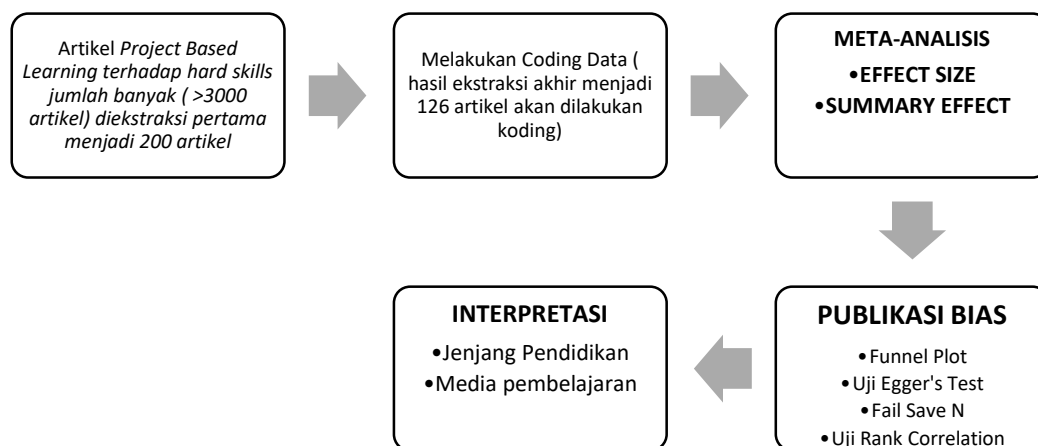 Artikel Project Based
Learning terhadap hard skills
jumlah banyak ( >3000
artikel) diekstraksi pertama
menjadi 200 artikel
Melakukan Coding Data (
hasil ekstraksi akhir menjadi
126 artikel akan dilakukan
koding)
META-ANALISIS
•EFFECT SIZE
•SUMMARY EFFECT
PUBLIKASI BIAS
•Funnel Plot
•Uji Egger's Test
•Fail Save N
•Uji Rank Correlation
INTERPRETASI
•Jenjang Pendidikan
•Media pembelajaran